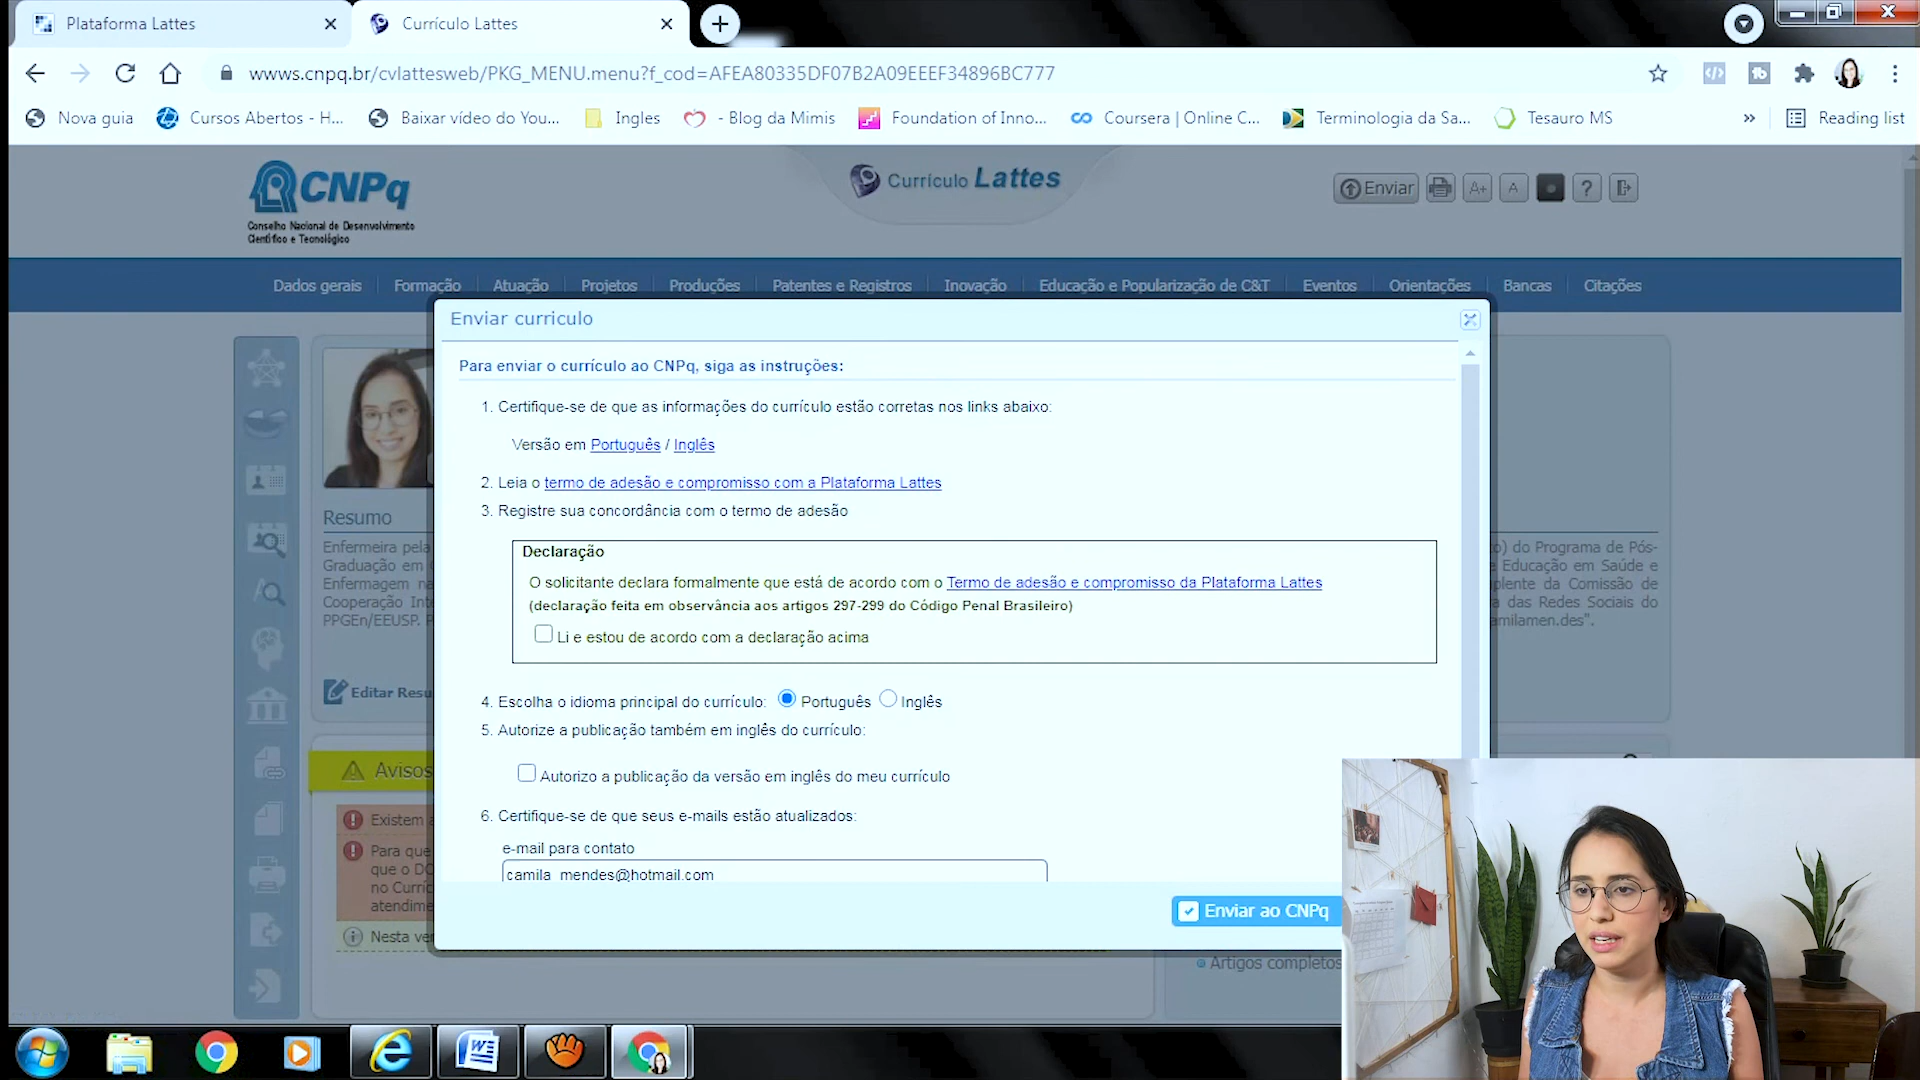 Plataforma Lattes
Currículo Lattes
wwws.cnpq.br/cvlattesweb/PKG_MENU.menu?f_cod=AFEA80335DF07B2A09EEEF34896BC777
Nova guia
Cursos Abertos - H...
Baixar vídeo do You...
Ingles
- Blog da Mimis
Foundation of Inno...
Coursera | Online C...
Terminologia da Sa...
Tesauro MS
»
Reading list
CNPq
Conselho Nacional de Desenvolvimento
Científico e Tecnológico
Currículo Lattes
Enviar
A+
A
?
Dados gerais
Formação
Atuação
Projetos
Produções
Patentes e Registros
Inovação
Educação e Popularização de C&T
Eventos
Orientações
Bancas
Citações
Enviar curriculo
Para enviar o currículo ao CNPq, siga as instruções:
1. Certifique-se de que as informações do currículo estão corretas nos links abaixo:
Versão em Português / Inglês
2. Leia o termo de adesão e compromisso com a Plataforma Lattes
3. Registre sua concordância com o termo de adesão
Declaração
O solicitante declara formalmente que está de acordo com o Termo de adesão e compromisso da Plataforma Lattes
(declaração feita em observância aos artigos 297-299 do Código Penal Brasileiro)
Li e estou de acordo com a declaração acima
4. Escolha o idioma principal do currículo: Português Inglês
5. Autorize a publicação também em inglês do currículo:
Autorizo a publicação da versão em inglês do meu currículo
6. Certifique-se de que seus e-mails estão atualizados:
e-mail para contato
camila_mendes@hotmail.com
Enviar ao CNPq
Resumo
Enfermeira pela
Graduação em
Enfermagem na
Cooperação Int
PPGEn/EEUSP. P
o) do Programa de Pós-
e Educação em Saúde e
plente da Comissão de
das Redes Sociais do
amilamen.des".
Editar Resu
Avisos
Existem
Para que
que o DO
no Curríc
atendime
Nesta ver
Artigos completos